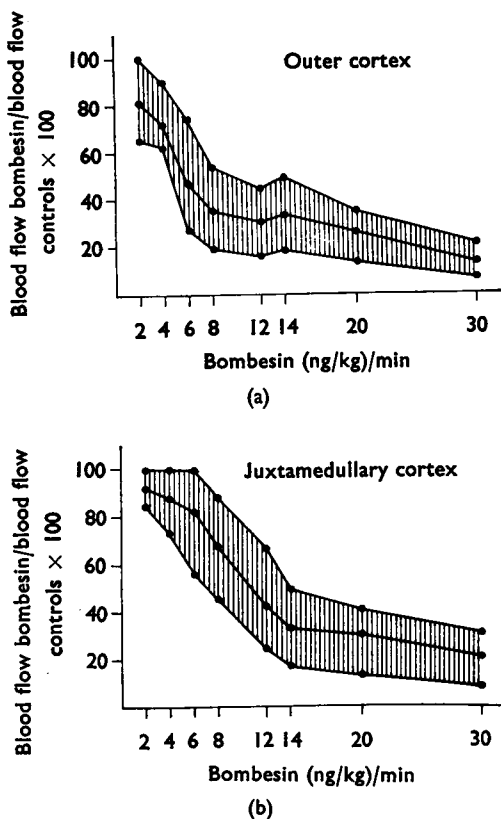 Outer cortex
Blood flow bombesin/blood flow
controls × 100
100
80
60
40
20
2 4 6 8 12 14 20 30
Bombesin (ng/kg)/min
(a)
Juxtamedullary cortex
Blood flow bombesin/blood flow
controls × 100
100
80
60
40
20
2 4 6 8 12 14 20 30
Bombesin (ng/kg)/min
(b)